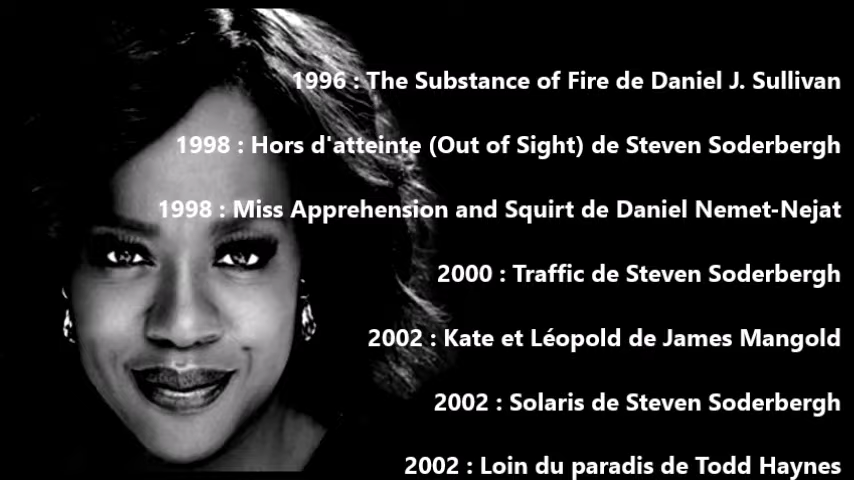 1996 : The Substance of Fire de Daniel J. Sullivan
1998 : Hors d'atteinte (Out of Sight) de Steven Soderbergh
1998 : Miss Apprehension and Squirt de Daniel Nemet-Nejat
2000 : Traffic de Steven Soderbergh
2002 : Kate et Léopold de James Mangold
2002 : Solaris de Steven Soderbergh
2002 : Loin du paradis de Todd Haynes